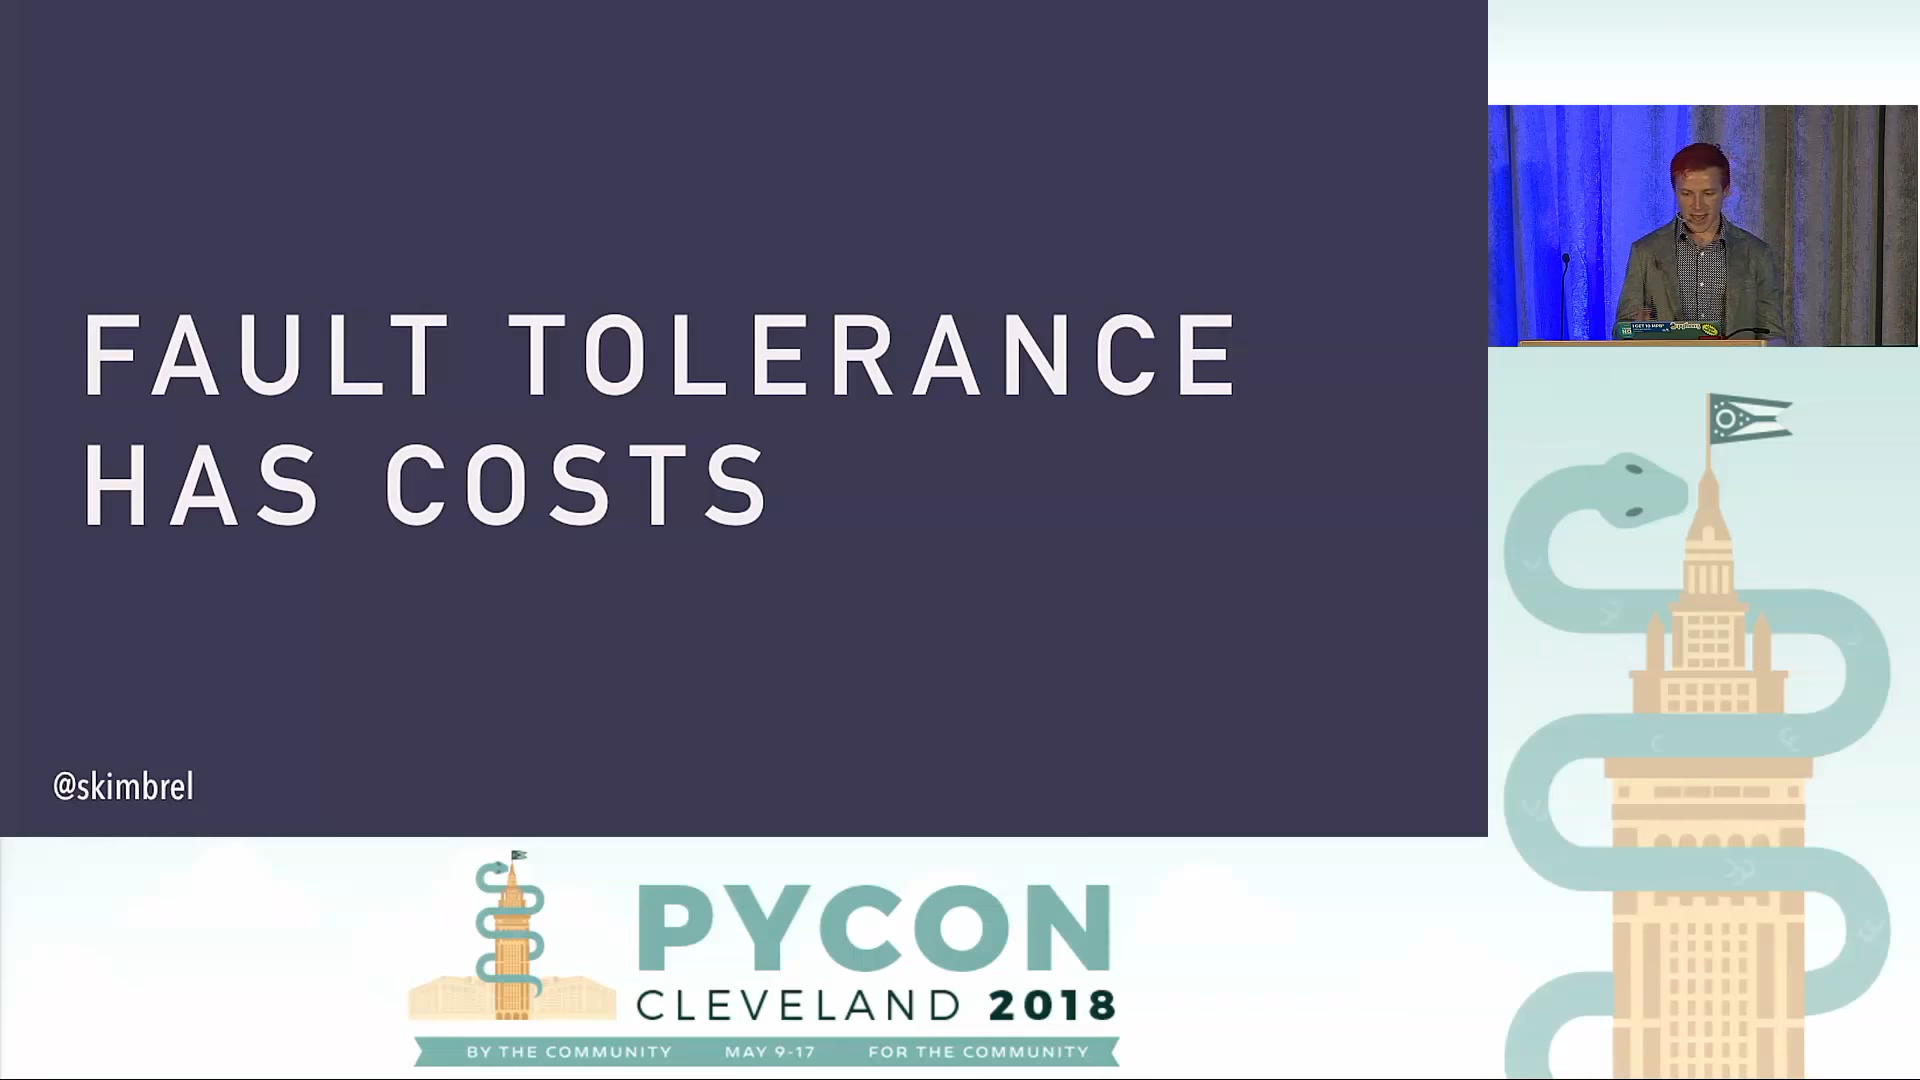 FAULT TOLERANCE
HAS COSTS
@skimbrel
PYCON
CLEVELAND 2018
BY THE COMMUNITY MAY 9-17 FOR THE COMMUNITY